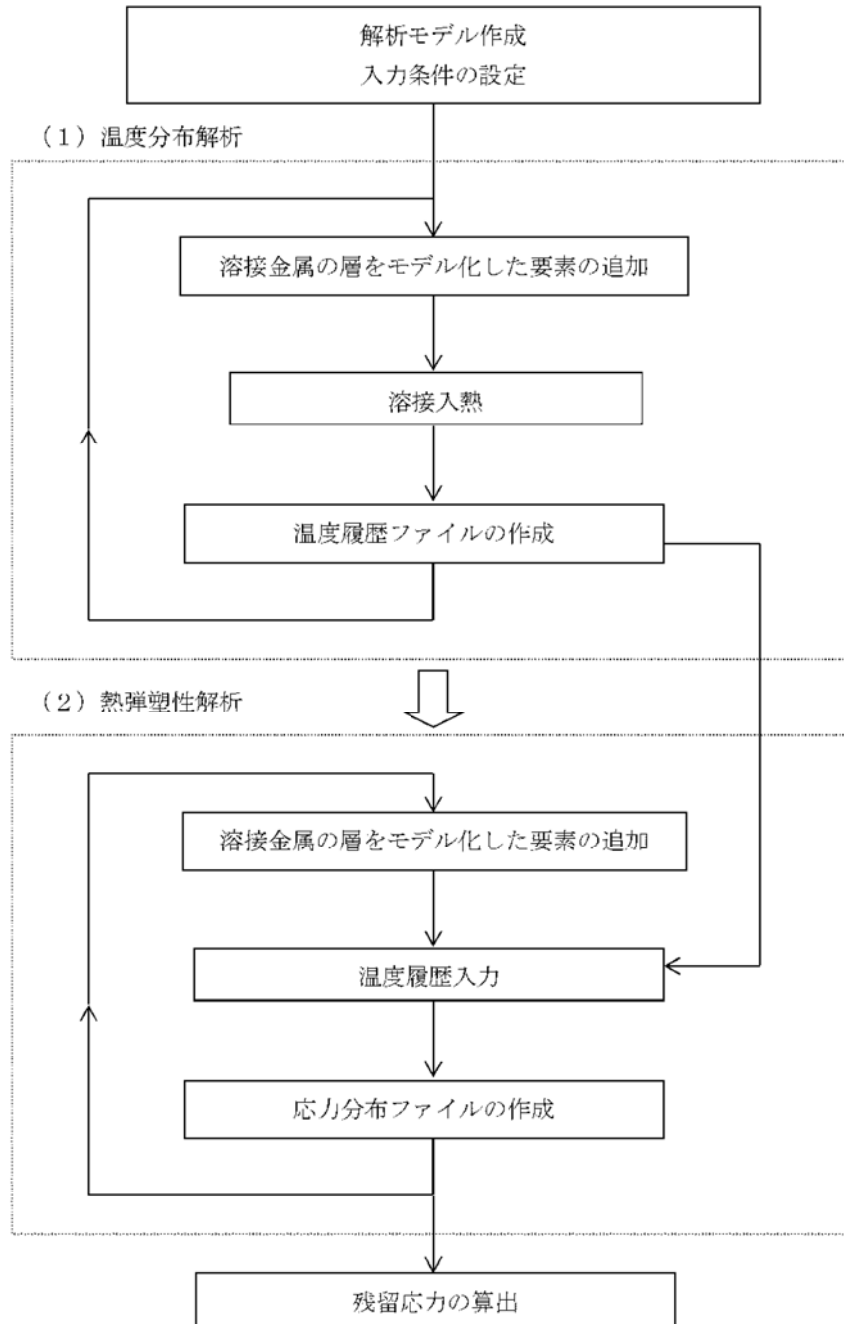 解析モデル作成
入力条件の設定
(1)温度分布解析
溶接金属の層をモデル化した要素の追加
溶接入熱
温度履歴ファイルの作成
(2)熱弾塑性解析
溶接金属の層をモデル化した要素の追加
温度履歴入力
応力分布ファイルの作成
残留応力の算出